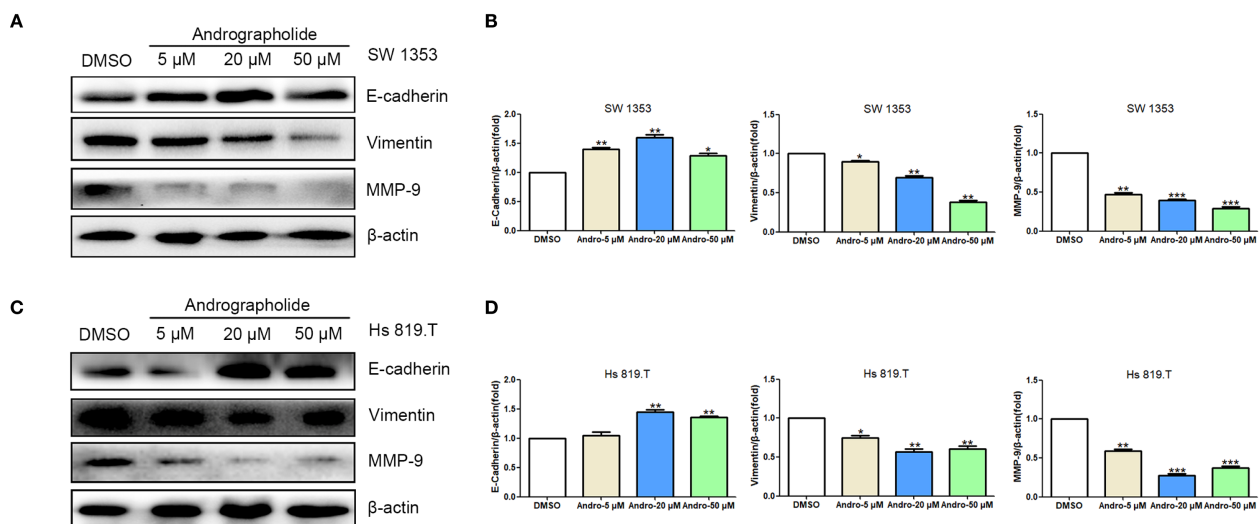 A
Andrographolide
DMSO 5 μM 20 μM 50 μM SW 1353
E-cadherin
Vimentin
MMP-9
β-actin
B
SW 1353
E-Cadherin/β-actin(fold)
2.0
1.5
1.0
0.5
0.0
** ** *
DMSO Andro-5 μM Andro-20 μM Andro-50 μM
SW 1353
Vimentin/β-actin(fold)
1.5
1.0
0.5
0.0
* ** **
DMSO Andro-5 μM Andro-20 μM Andro-50 μM
SW 1353
MMP-9/β-actin(fold)
1.5
1.0
0.5
0.0
** *** ***
DMSO Andro-5 μM Andro-20 μM Andro-50 μM
C
Andrographolide
DMSO 5 μM 20 μM 50 μM Hs 819.T
E-cadherin
Vimentin
MMP-9
β-actin
D
Hs 819.T
E-Cadherin/β-actin(fold)
2.0
1.5
1.0
0.5
0.0
** **
DMSO Andro-5 μM Andro-20 μM Andro-50 μM
Hs 819.T
Vimentin/β-actin(fold)
1.5
1.0
0.5
0.0
* ** **
DMSO Andro-5 μM Andro-20 μM Andro-50 μM
Hs 819.T
MMP-9/β-actin(fold)
1.5
1.0
0.5
0.0
** *** ***
DMSO Andro-5 μM Andro-20 μM Andro-50 μM